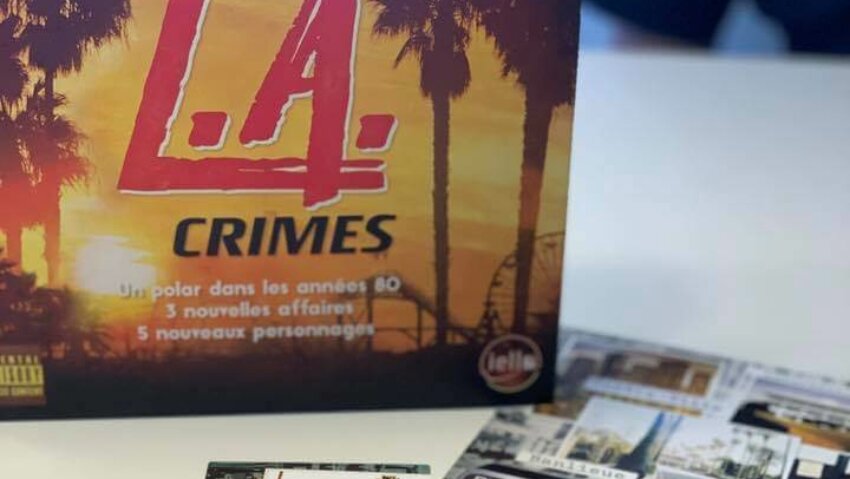 L.A.
CRIMES
Un polar dans les années 80
3 nouvelles affaires
5 nouveaux personnages
iello
Banlieue